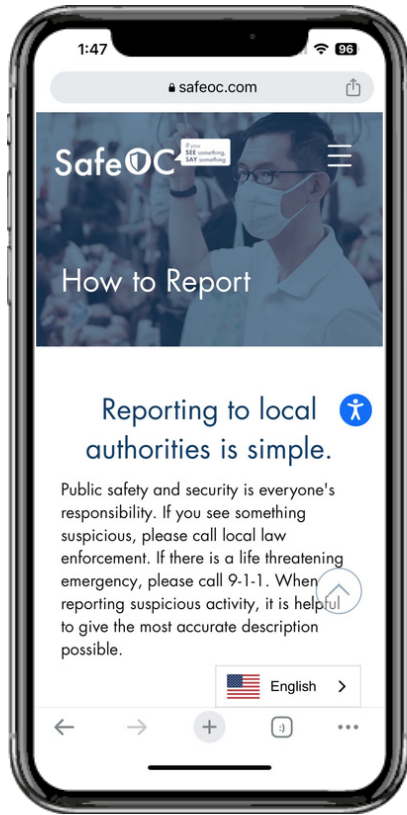 1:47
96
safeoc.com
SafeOC
If you
SEE something,
SAY something
How to Report
Reporting to local
authorities is simple.
Public safety and security is everyone's
responsibility. If you see something
suspicious, please call local law
enforcement. If there is a life threatening
emergency, please call 9-1-1. When
reporting suspicious activity, it is helpful
to give the most accurate description
possible.
English
:)